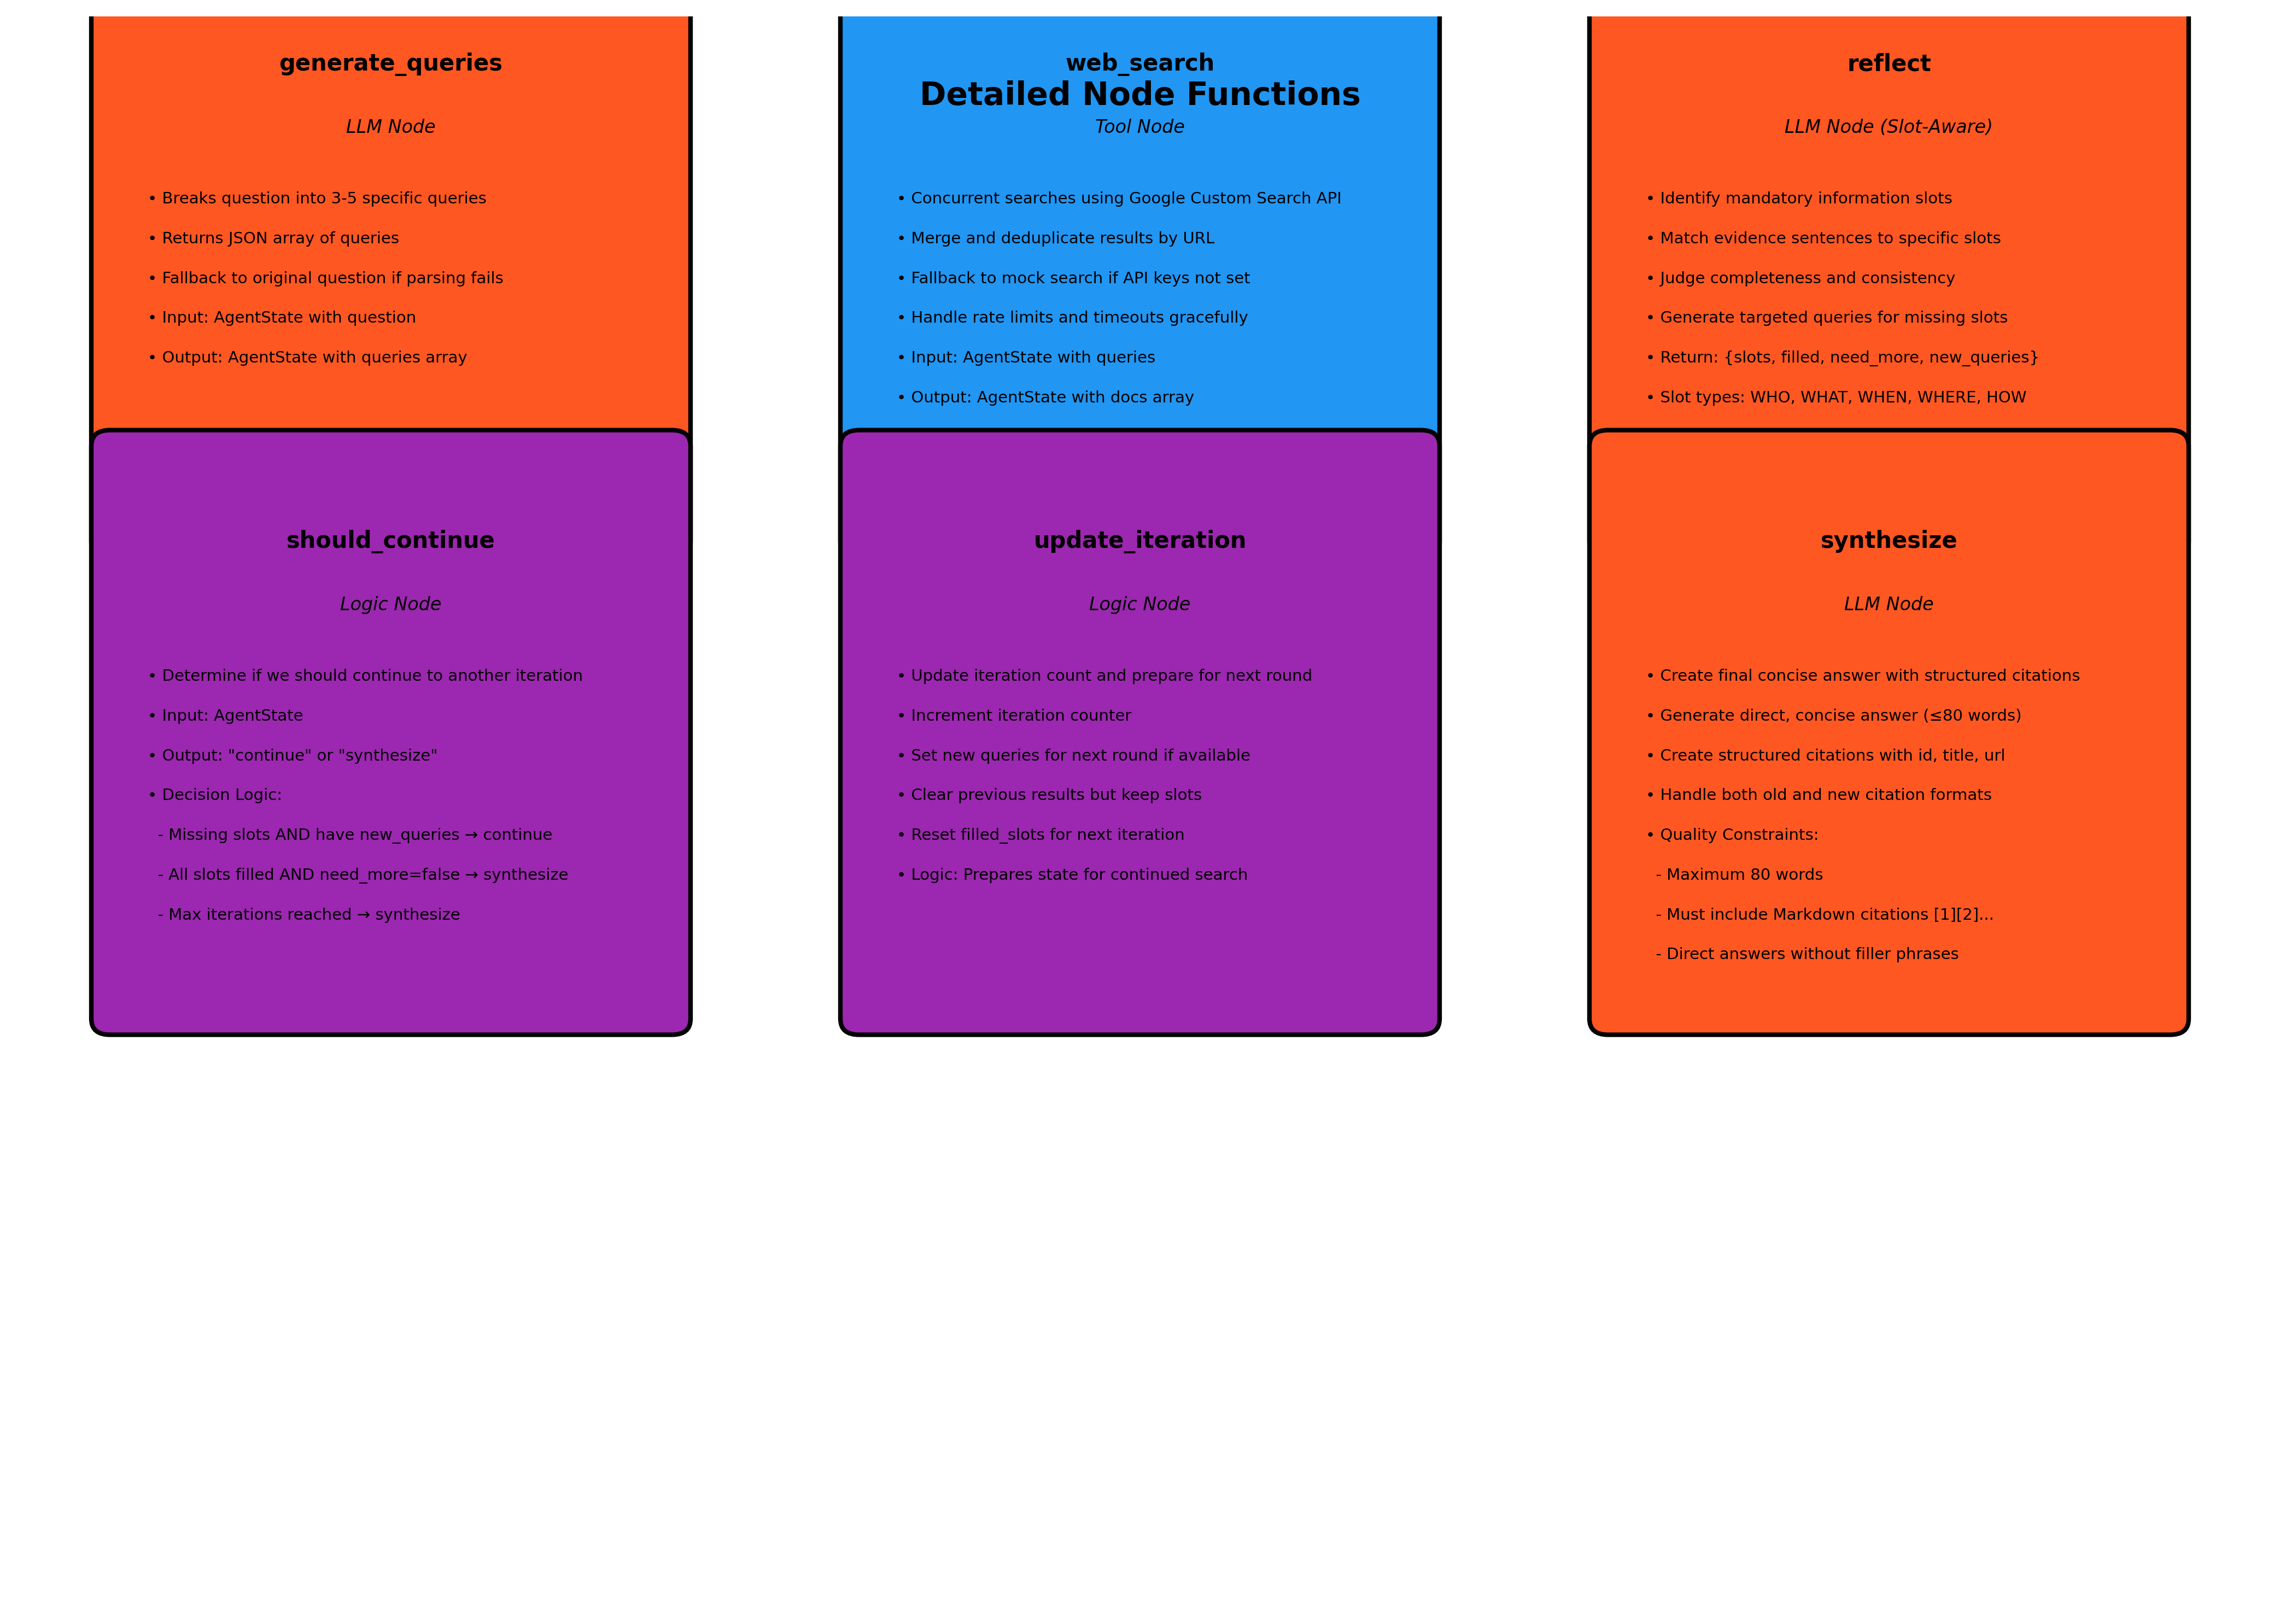 generate_queries
LLM Node
• Breaks question into 3-5 specific queries
• Returns JSON array of queries
• Fallback to original question if parsing fails
• Input: AgentState with question
• Output: AgentState with queries array
web_search
Detailed Node Functions
Tool Node
• Concurrent searches using Google Custom Search API
• Merge and deduplicate results by URL
• Fallback to mock search if API keys not set
• Handle rate limits and timeouts gracefully
• Input: AgentState with queries
• Output: AgentState with docs array
reflect
LLM Node (Slot-Aware)
• Identify mandatory information slots
• Match evidence sentences to specific slots
• Judge completeness and consistency
• Generate targeted queries for missing slots
• Return: {slots, filled, need_more, new_queries}
• Slot types: WHO, WHAT, WHEN, WHERE, HOW
should_continue
Logic Node
• Determine if we should continue to another iteration
• Input: AgentState
• Output: "continue" or "synthesize"
• Decision Logic:
- Missing slots AND have new_queries → continue
- All slots filled AND need_more=false → synthesize
- Max iterations reached → synthesize
update_iteration
Logic Node
• Update iteration count and prepare for next round
• Increment iteration counter
• Set new queries for next round if available
• Clear previous results but keep slots
• Reset filled_slots for next iteration
• Logic: Prepares state for continued search
synthesize
LLM Node
• Create final concise answer with structured citations
• Generate direct, concise answer (≤80 words)
• Create structured citations with id, title, url
• Handle both old and new citation formats
• Quality Constraints:
- Maximum 80 words
- Must include Markdown citations [1][2]...
- Direct answers without filler phrases